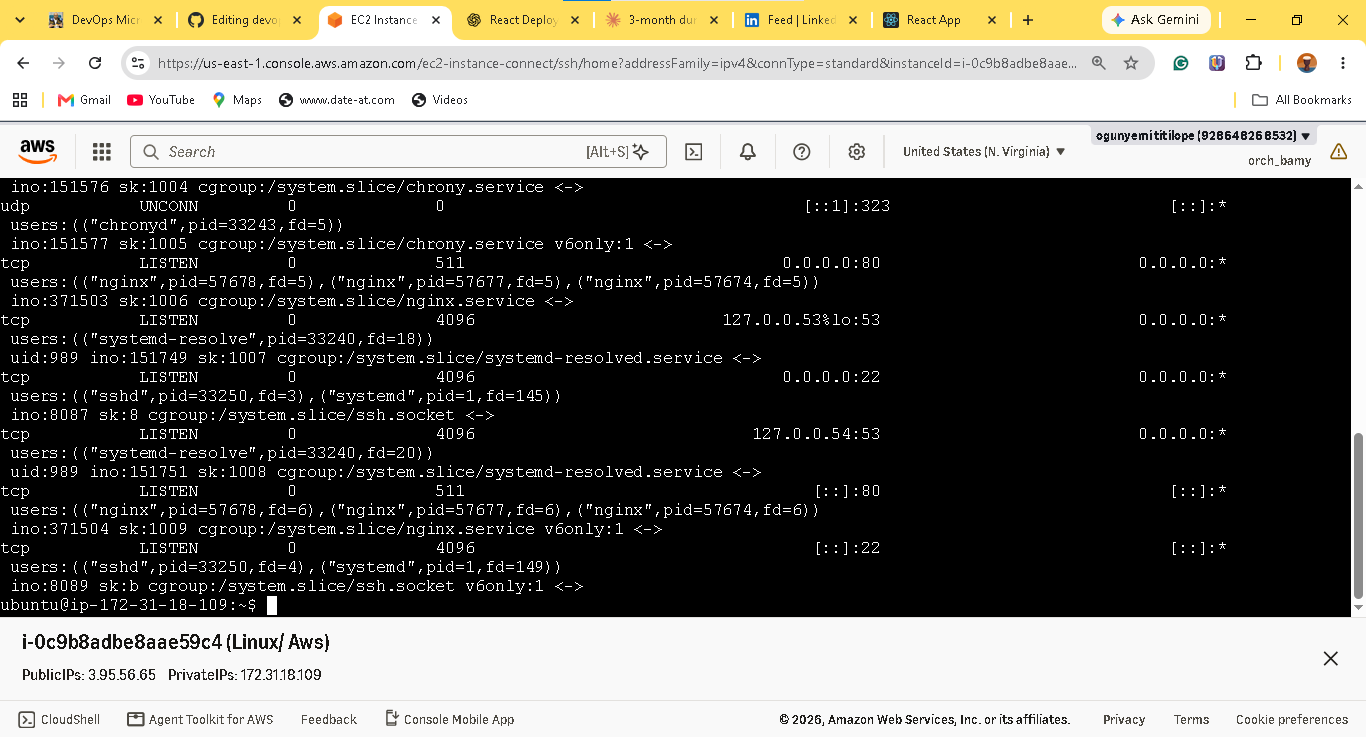 DevOps Micr
Editing devo
EC2 Instance
React Deploy
3-month dur
Feed | Linked
React App
Ask Gemini
https://us-east-1.console.aws.amazon.com/ec2-instance-connect/ssh/home?addressFamily=ipv4&connType=standard&instanceId=i-0c9b8adbe8aae...
Gmail
YouTube
Maps
www.date-at.com
Videos
All Bookmarks
aws
Search
[Alt+S]
United States (N. Virginia) ▼
ogunyemititilope (928648268532) ▼
orch_bamy
ino:151576 sk:1004 cgroup:/system.slice/chrony.service <->
udp UNCONN 0 0 [::1]:323 [::]:*
users:(("chronyd",pid=33243,fd=5))
ino:151577 sk:1005 cgroup:/system.slice/chrony.service v6only:1 <->
tcp LISTEN 0 511 0.0.0.0:80 0.0.0.0:*
users:(("nginx",pid=57678,fd=5),("nginx",pid=57677,fd=5),("nginx",pid=57674,fd=5))
ino:371503 sk:1006 cgroup:/system.slice/nginx.service <->
tcp LISTEN 0 4096 127.0.0.53%lo:53 0.0.0.0:*
users:(("systemd-resolve",pid=33240,fd=18))
uid:989 ino:151749 sk:1007 cgroup:/system.slice/systemd-resolved.service <->
tcp LISTEN 0 4096 0.0.0.0:22 0.0.0.0:*
users:(("sshd",pid=33250,fd=3),("systemd",pid=1,fd=145))
ino:8087 sk:8 cgroup:/system.slice/ssh.socket <->
tcp LISTEN 0 4096 127.0.0.54:53 0.0.0.0:*
users:(("systemd-resolve",pid=33240,fd=20))
uid:989 ino:151751 sk:1008 cgroup:/system.slice/systemd-resolved.service <->
tcp LISTEN 0 511 [::]:80 [::]:*
users:(("nginx",pid=57678,fd=6),("nginx",pid=57677,fd=6),("nginx",pid=57674,fd=6))
ino:371504 sk:1009 cgroup:/system.slice/nginx.service v6only:1 <->
tcp LISTEN 0 4096 [::]:22 [::]:*
users:(("sshd",pid=33250,fd=4),("systemd",pid=1,fd=149))
ino:8089 sk:b cgroup:/system.slice/ssh.socket v6only:1 <->
ubuntu@ip-172-31-18-109:~$
i-0c9b8adbe8aae59c4 (Linux/ Aws)
PublicIPs: 3.95.56.65 PrivateIPs: 172.31.18.109
CloudShell
Agent Toolkit for AWS
Feedback
Console Mobile App
© 2026, Amazon Web Services, Inc. or its affiliates.
Privacy
Terms
Cookie preferences